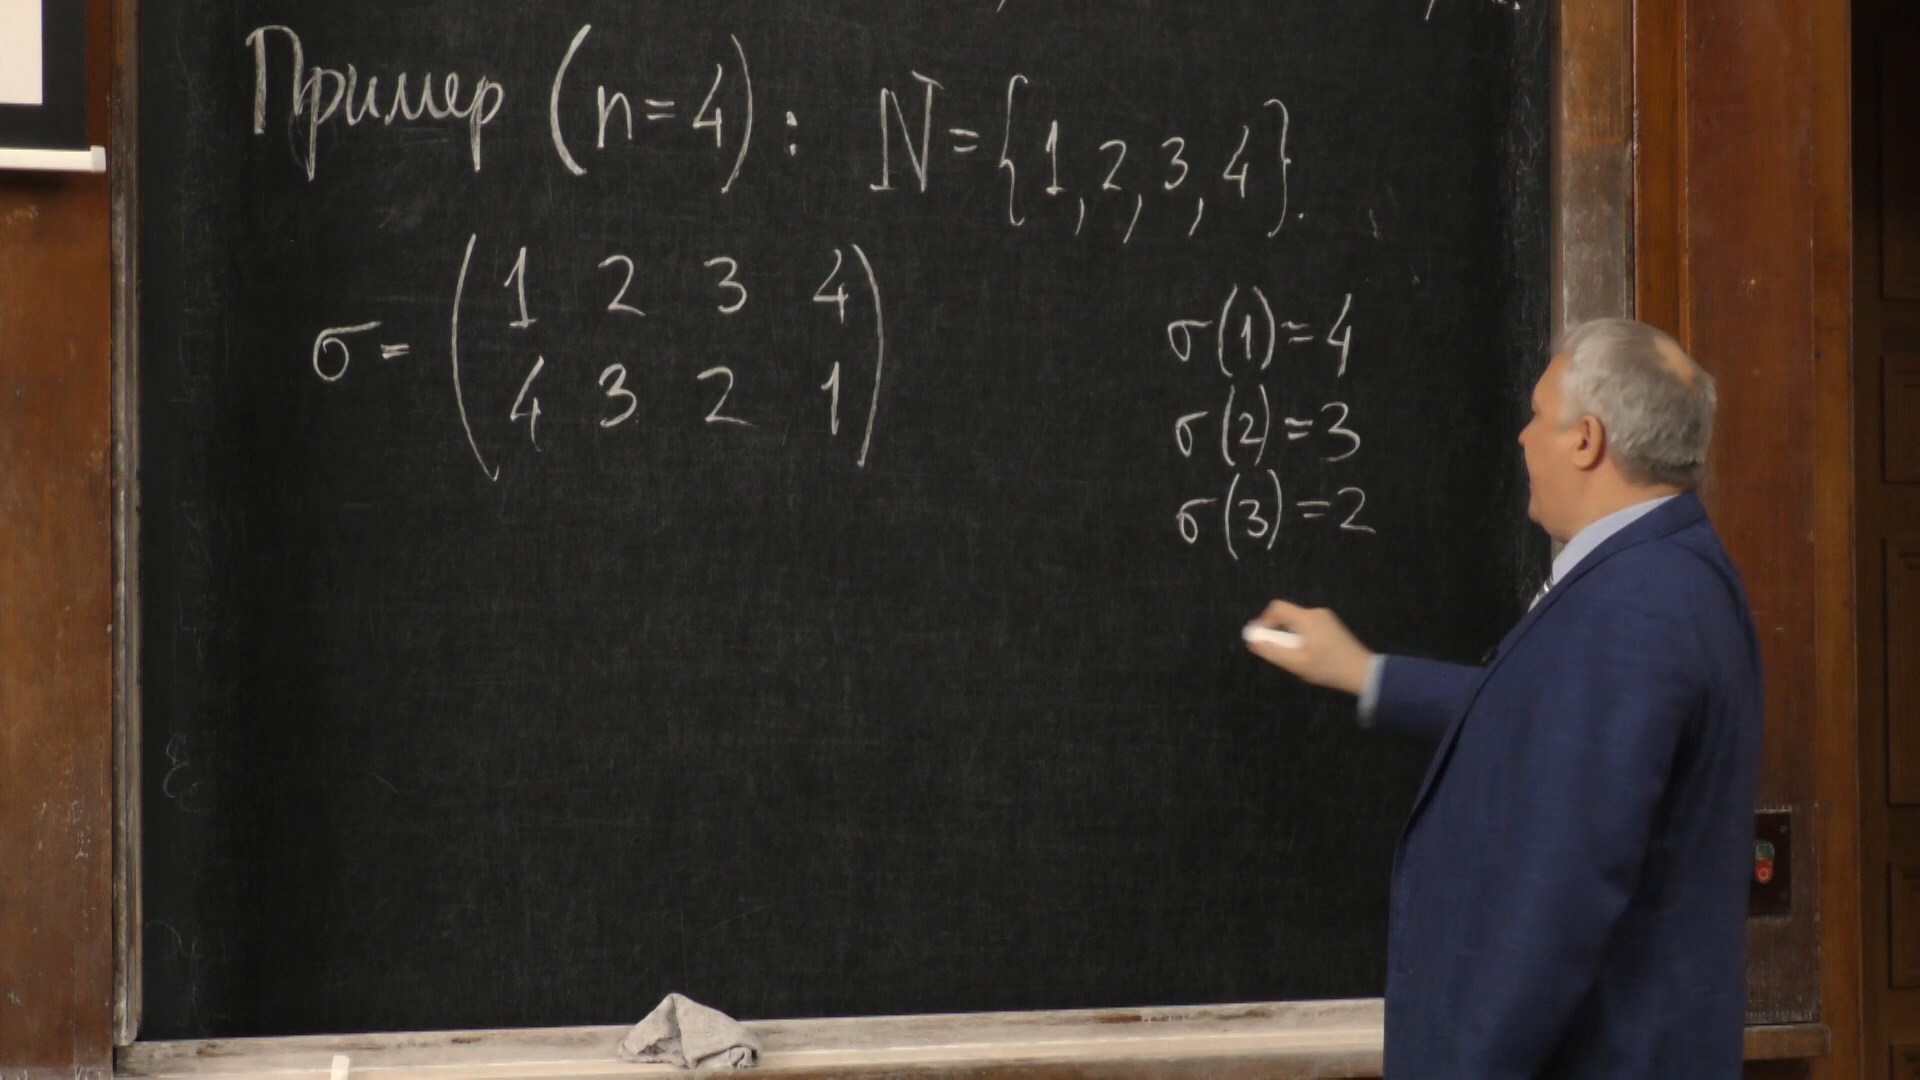 Пример (n=4): N={1,2,3,4}.
σ= (1 2 3 4
4 3 2 1)
σ(1)=4
σ(2)=3
σ(3)=2